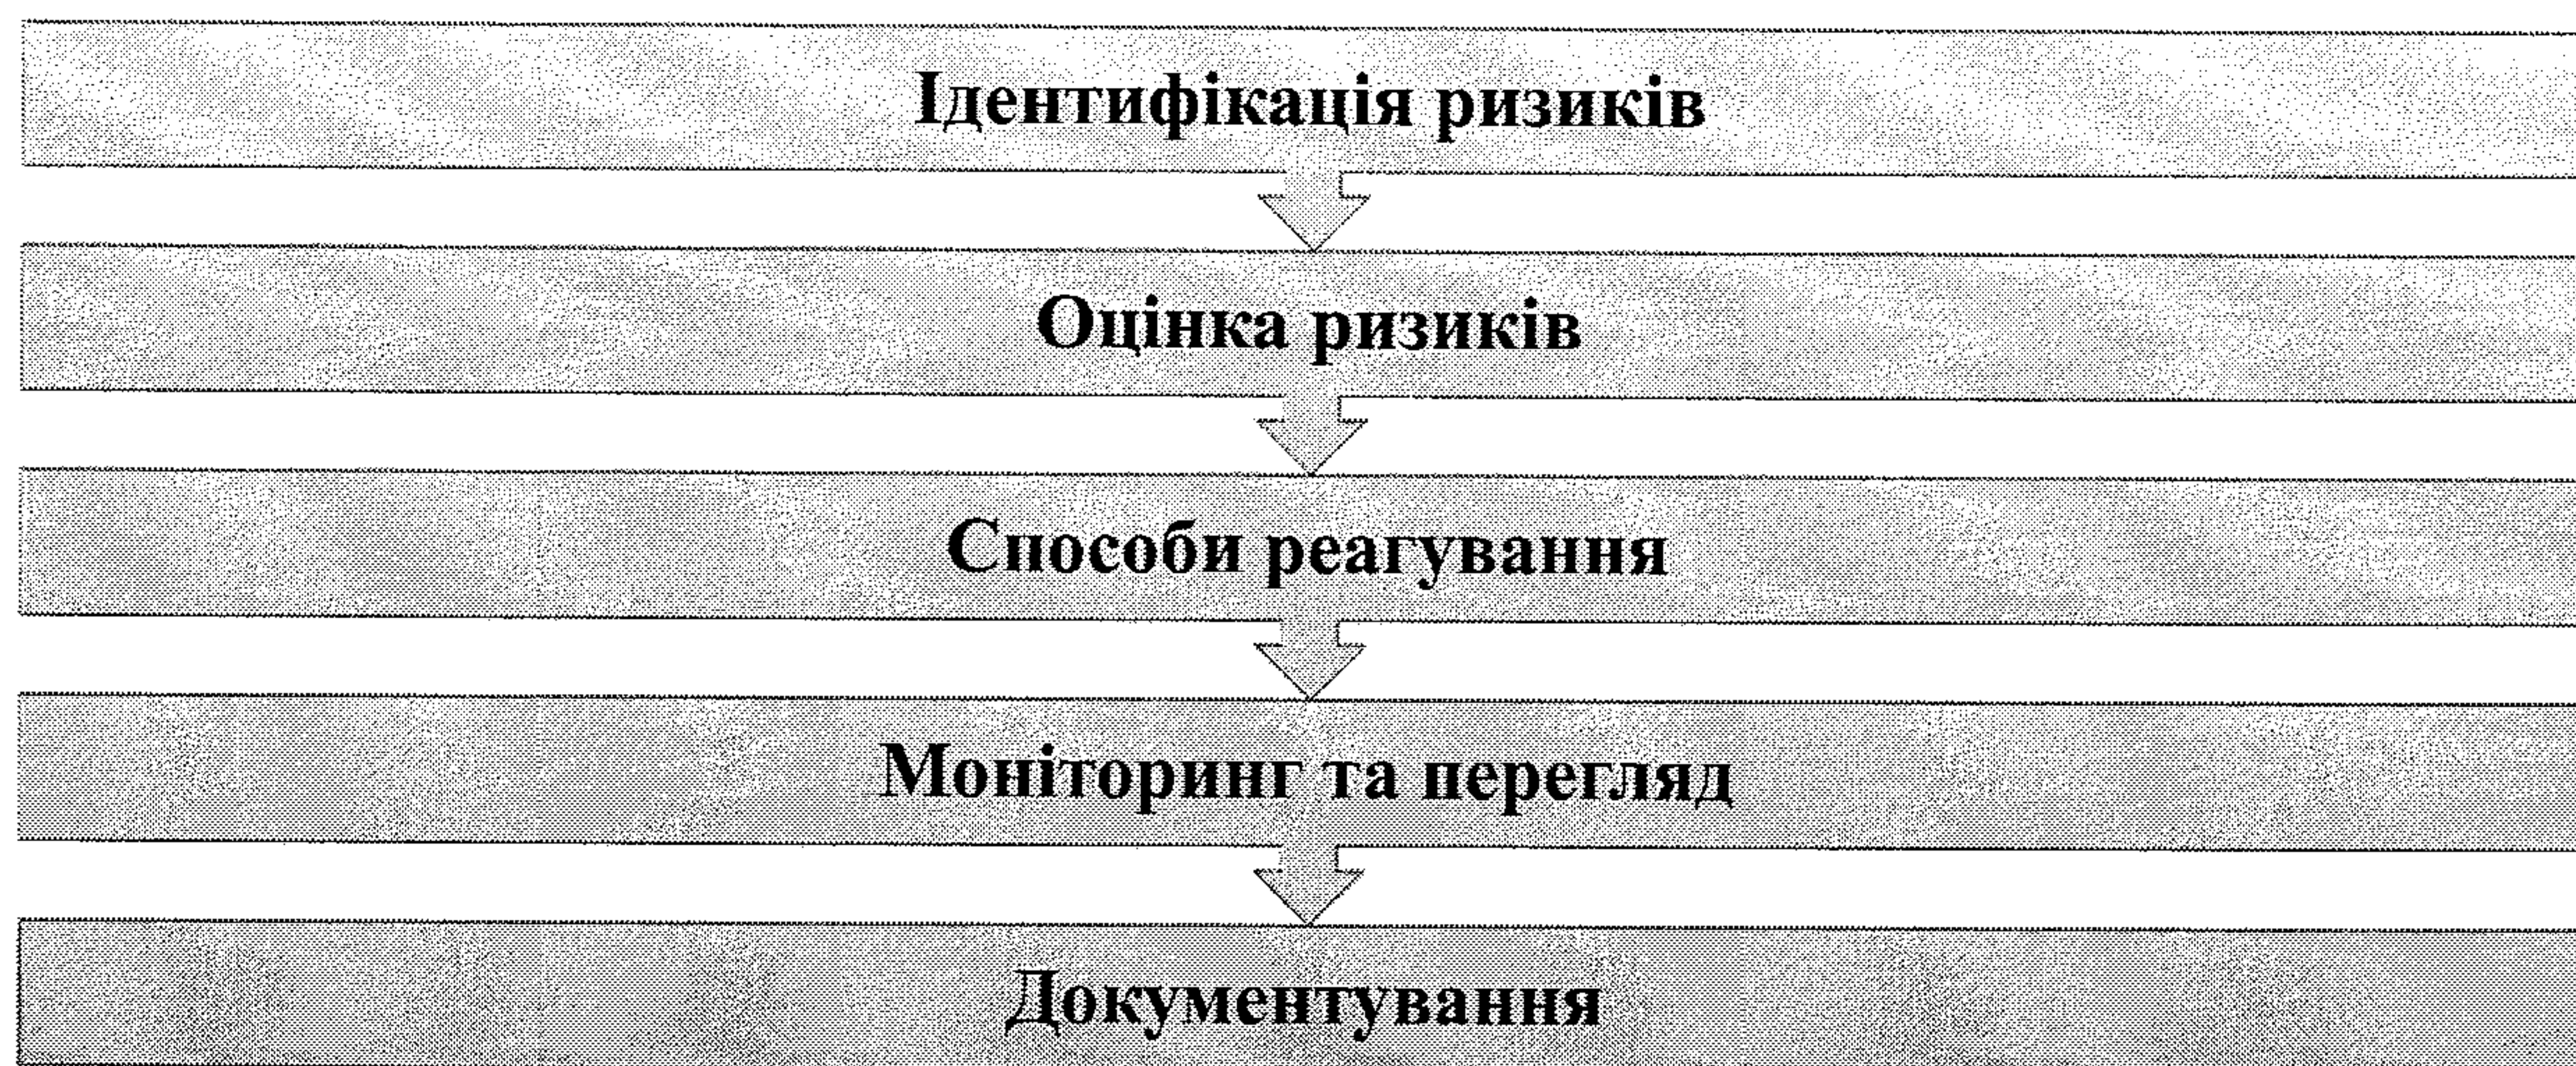 Ідентифікація ризиків
Оцінка ризиків
Способи реагування
Моніторинг та перегляд
Документування